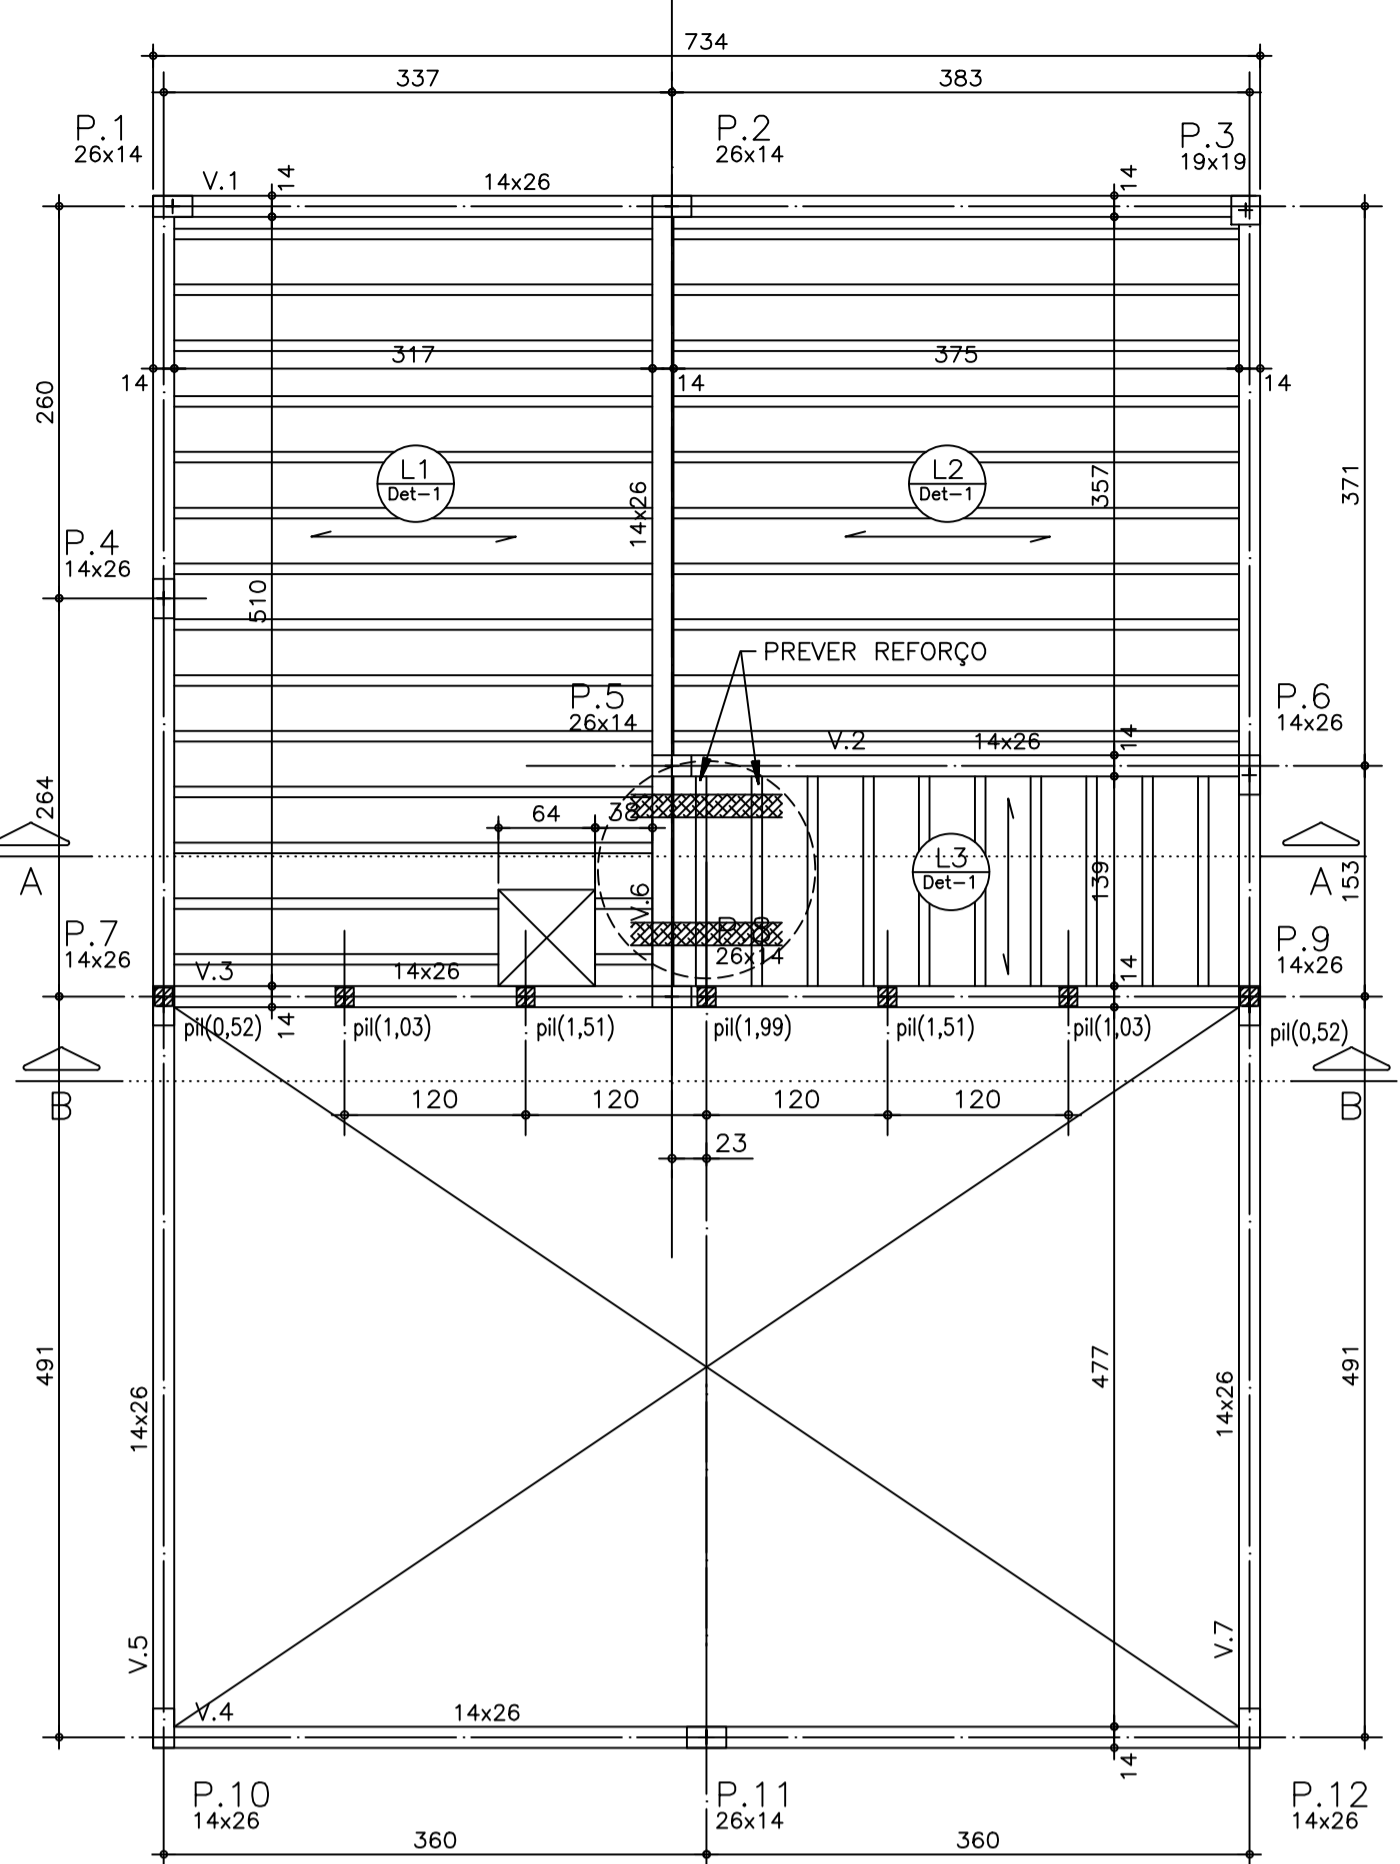 734
337
383
P.1
26x14
P.2
26x14
P.3
19x19
V.1
14
14x26
14
317
375
14
14
14
260
371
L1
Det-1
L2
Det-1
14x26
357
P.4
14x26
510
PREVER REFORÇO
P.5
26x14
P.6
14x26
V.2
14x26
14
264
64
38
L3
Det-1
139
153
A
A
V.6
P.7
14x26
P.8
26x14
P.9
14x26
V.3
14x26
14
14
pil(0,52)
pil(1,03)
pil(1,51)
pil(1,99)
pil(1,51)
pil(1,03)
pil(0,52)
B
B
120
120
120
120
23
491
14x26
477
14x26
491
V.5
V.7
V.4
14x26
14
P.10
14x26
P.11
26x14
P.12
14x26
360
360